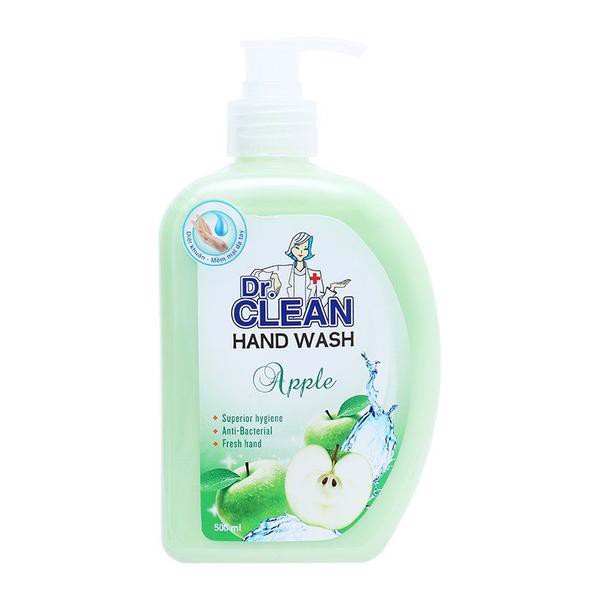 Diệt khuẩn - Mềm mại da tay
Dr.
CLEAN
HAND WASH
Apple
Superior hygiene
Anti-Bacterial
Fresh hand
500 ml